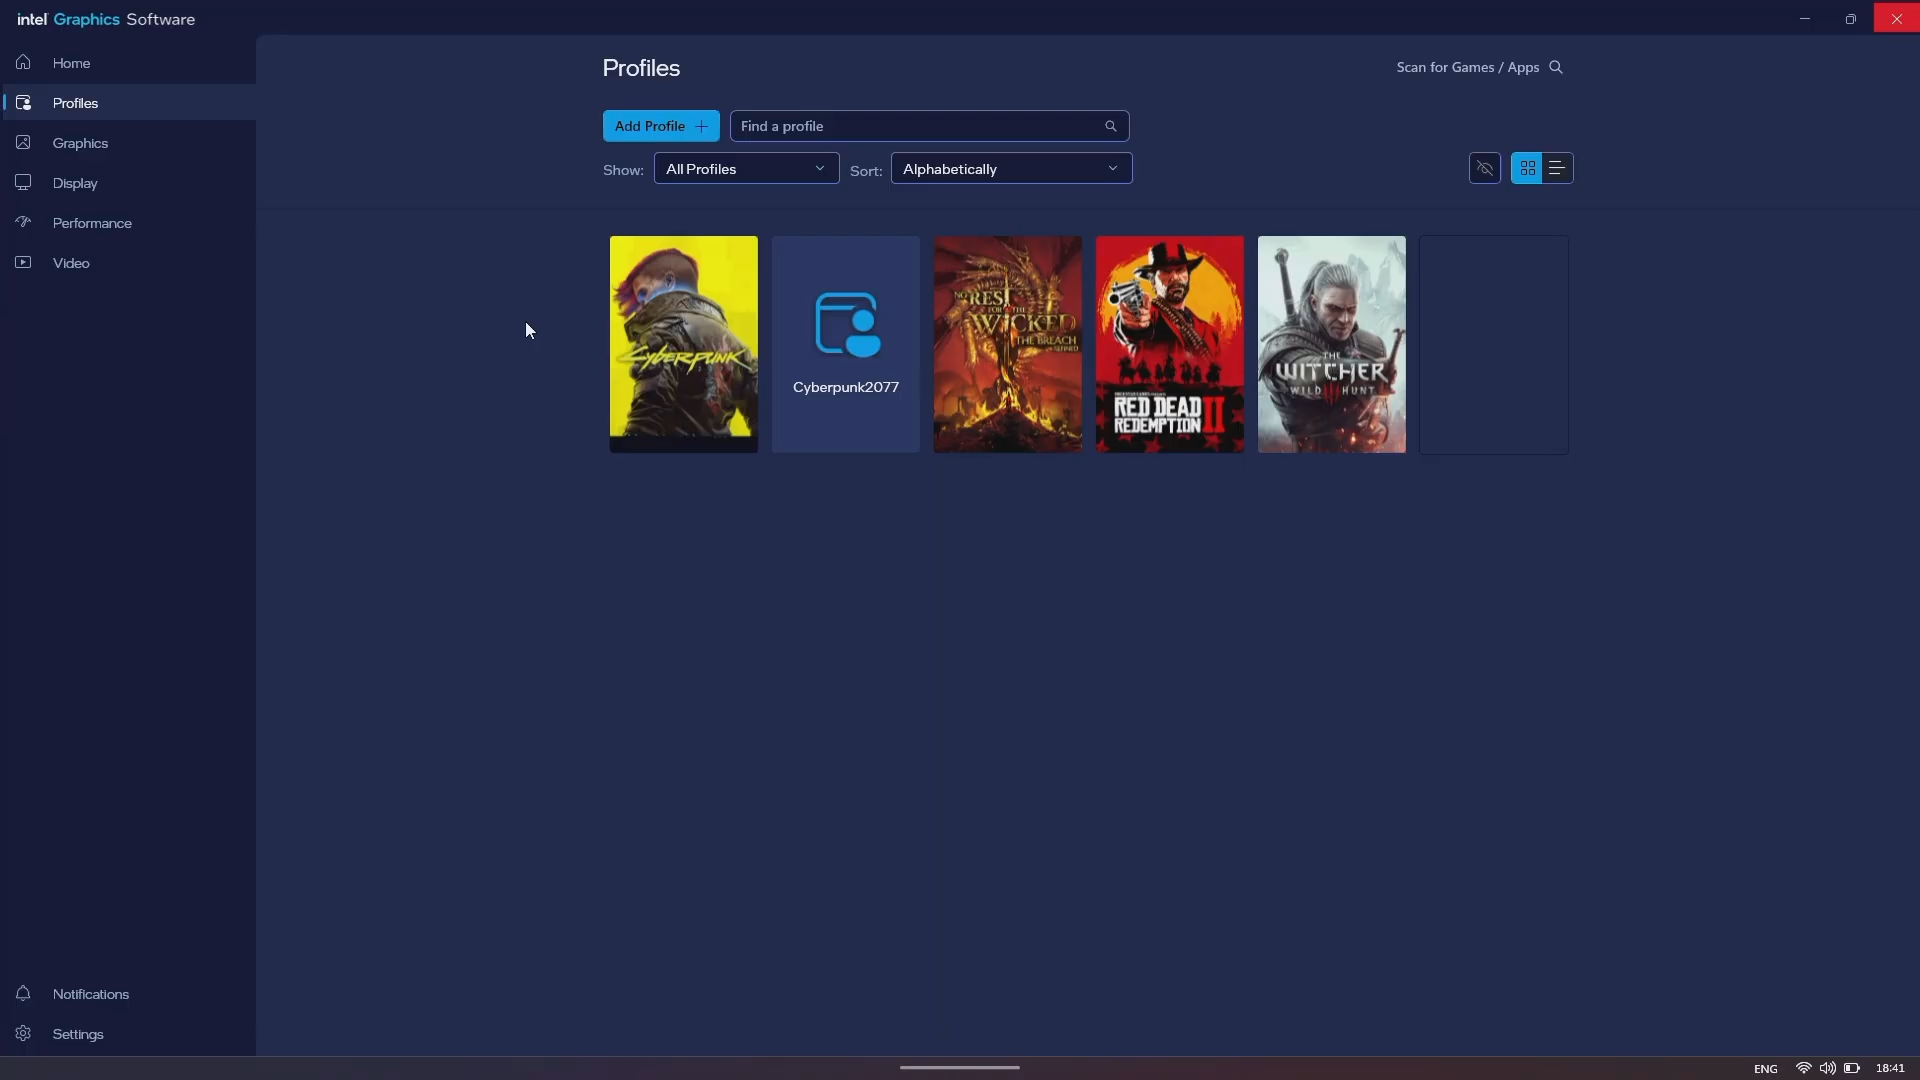 intel Graphics Software
Home
Profiles
Graphics
Display
Performance
Video
Notifications
Settings
Profiles
Scan for Games / Apps
Add Profile
Find a profile
Show:
All Profiles
Sort:
Alphabetically
Cyberpunk
Cyberpunk2077
NO REST
FOR THE
WICKED
THE BREACH
RED DEAD
REDEMPTION II
THE
WITCHER
WILD HUNT
ENG
18:41